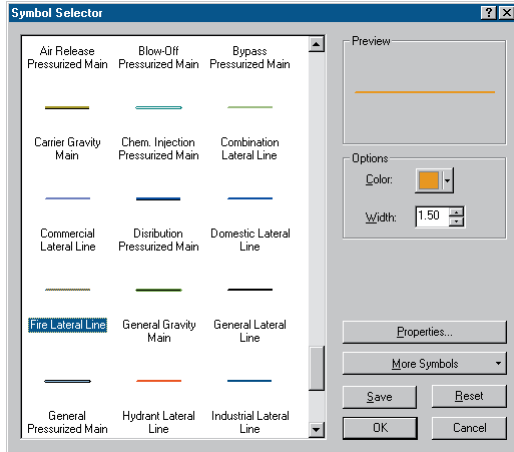 Symbol Selector
Air Release Blow-Off Bypass
Pressurized Main Pressurized Main Pressurized Main
Carrier Gravity Chem. Injection Combination
Main Pressurized Main Lateral Line
Commercial Disribution Domestic Lateral
Lateral Line Pressurized Main Line
Fire Lateral Line General Gravity General Lateral
Main Line
General Hydrant Lateral Industrial Lateral
Pressurized Main Line Line
Preview
Options
Color:
Width: 1.50
Properties...
More Symbols
Save Reset
OK Cancel